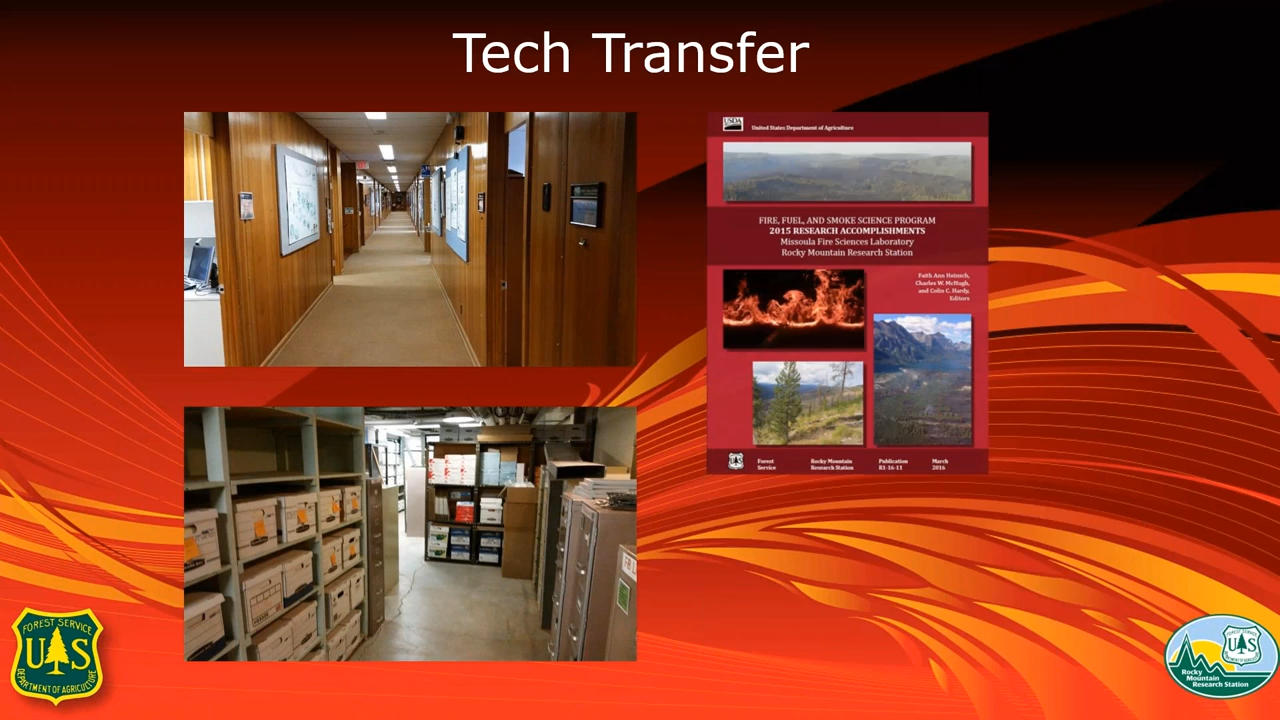 Tech Transfer
USDA
United States Department of Agriculture
FIRE, FUEL, AND SMOKE SCIENCE PROGRAM
2015 RESEARCH ACCOMPLISHMENTS
Missoula Fire Sciences Laboratory
Rocky Mountain Research Station
Faith Ann Heinsch,
Charles W. McHugh,
and Colin C. Hardy,
Editors
Forest
Service
Rocky Mountain
Research Station
Publication
R1-16-11
March
2016
FOREST SERVICE
U S
DEPARTMENT OF AGRICULTURE
U S
Rocky
Mountain
Research Station